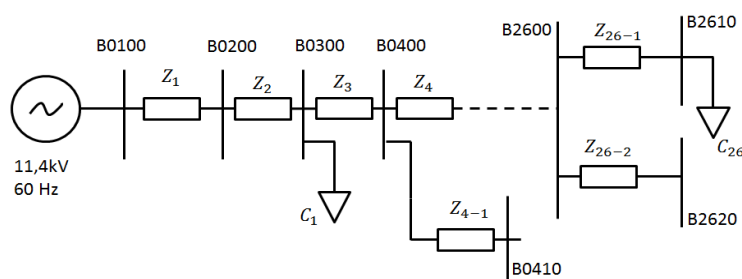 B0100
B0200
B0300
B0400
B2600
B2610
Z₁
Z₂
Z₃
Z₄
Z₂₆₋₁
11,4kV
60 Hz
C₁
Z₄₋₁
B0410
Z₂₆₋₂
C₂₆
B2620